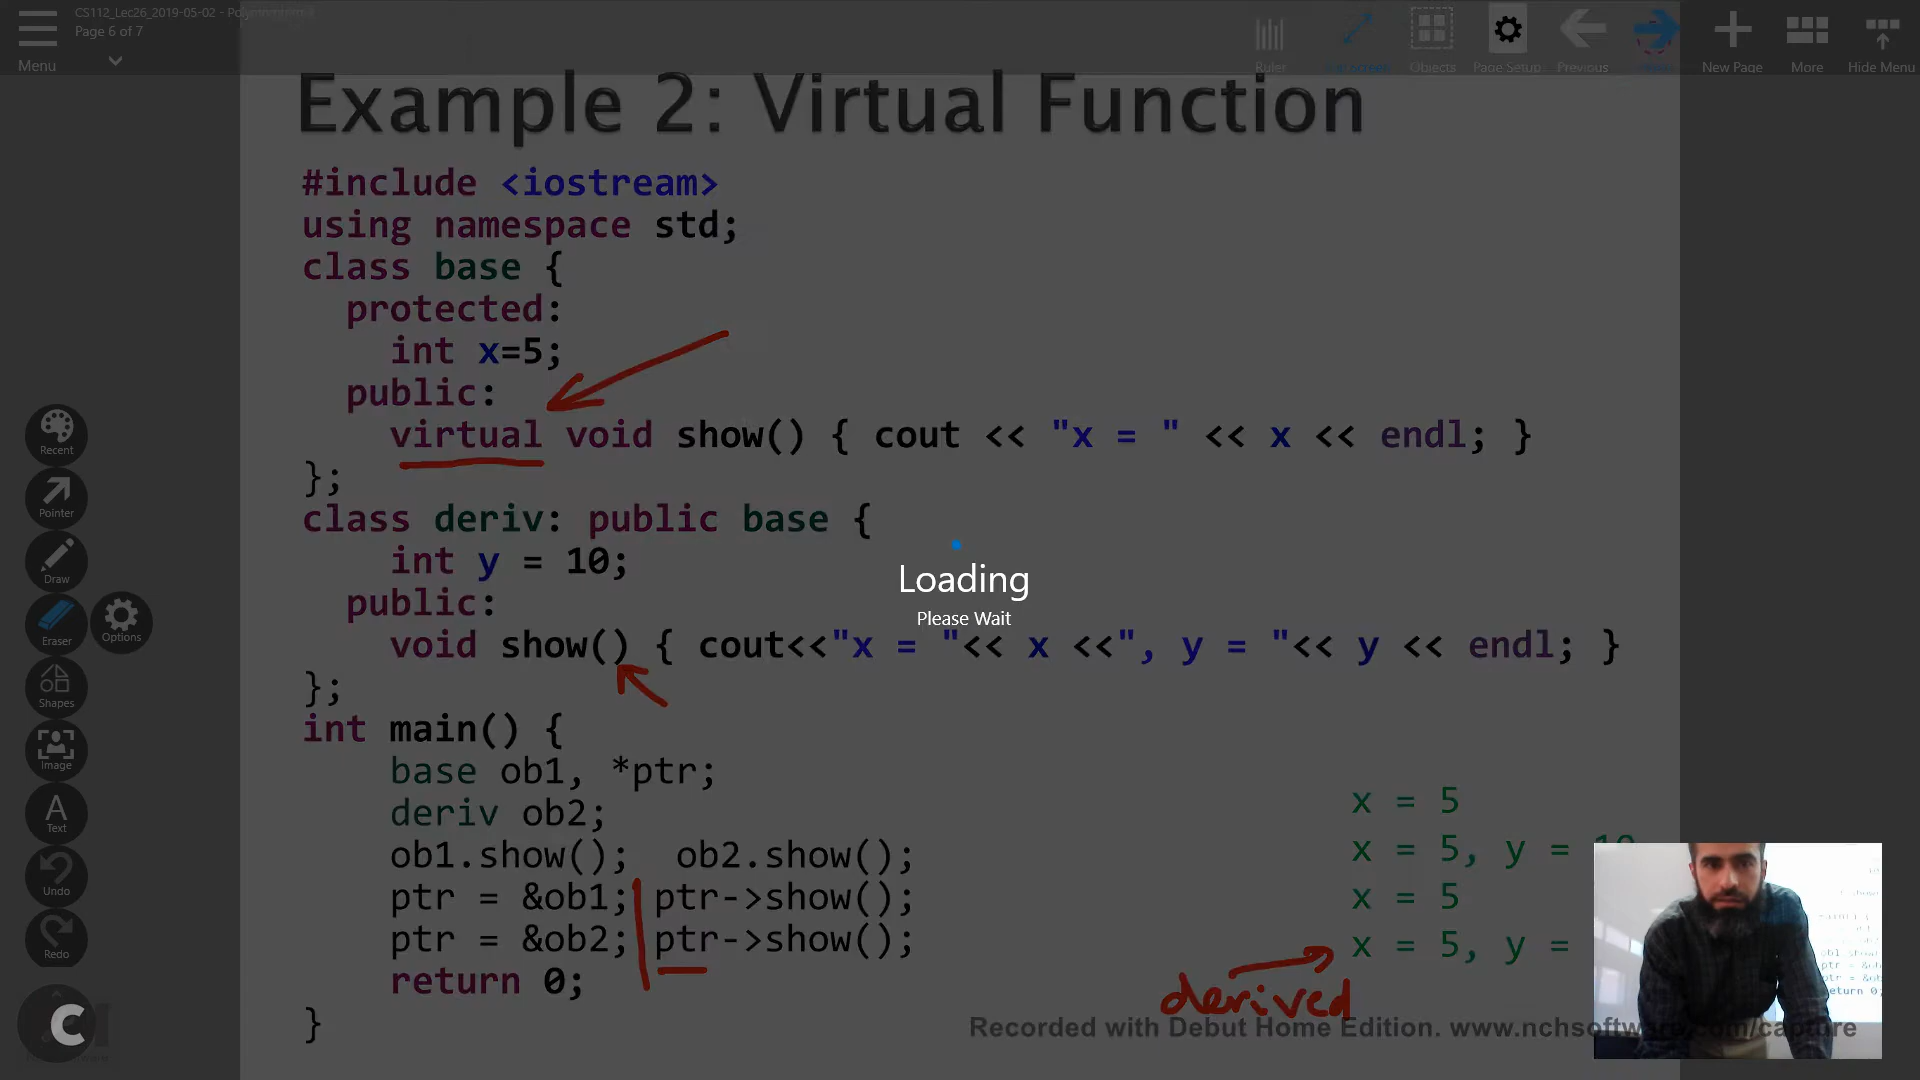 CS112_Lec26_2019-05-02 -
Page 6 of 7
Menu
Ruler
Objects
Page Setup
Previous
New Page
More
Hide Menu
Example 2: Virtual Function
#include <iostream>
using namespace std;
class base {
protected:
int x=5;
public:
virtual void show() { cout << "x = " << x << endl; }
};
class deriv: public base {
int y = 10;
public:
void show() { cout<<"x = "<< x <<", y = "<< y << endl; }
};
int main() {
base ob1, *ptr;
deriv ob2;
ob1.show(); ob2.show();
ptr = &ob1; ptr->show();
ptr = &ob2; ptr->show();
return 0;
}
x = 5
x = 5, y = 10
x = 5
x = 5, y =
derived
Loading
Please Wait
Recent
Pointer
Draw
Eraser
Options
Shapes
Image
Text
Undo
Redo
Recorded with Debut Home Edition. www.nchsoftware.com/capture